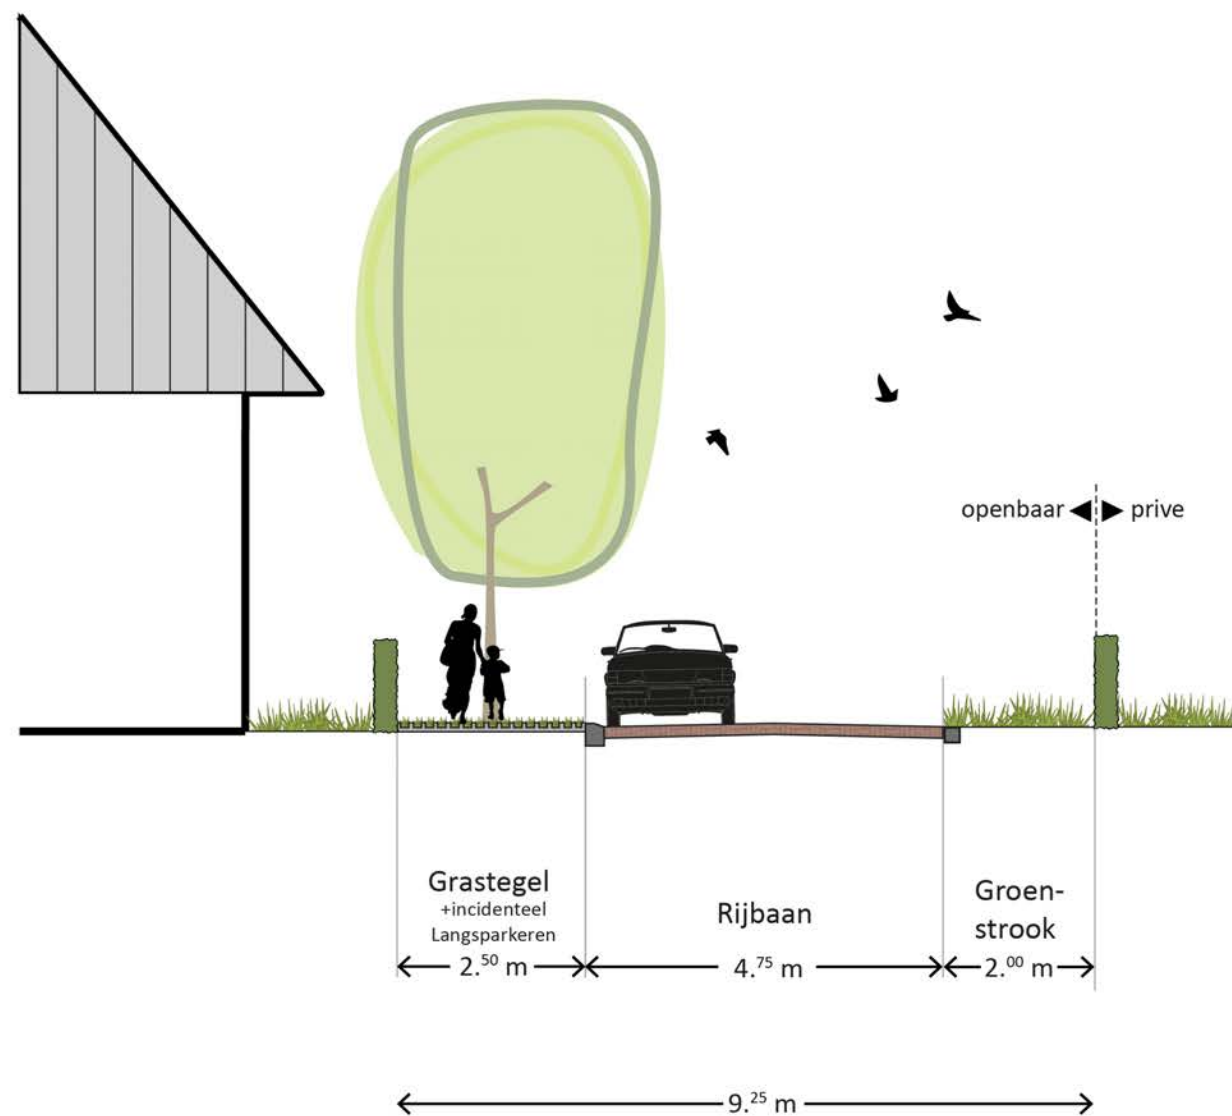 openbaar ◀▶ prive
Grastegel
+incidenteel
Langsparkeren
2.⁵⁰ m
Rijbaan
4.⁷⁵ m
Groen-
strook
2.⁰⁰ m
9.²⁵ m